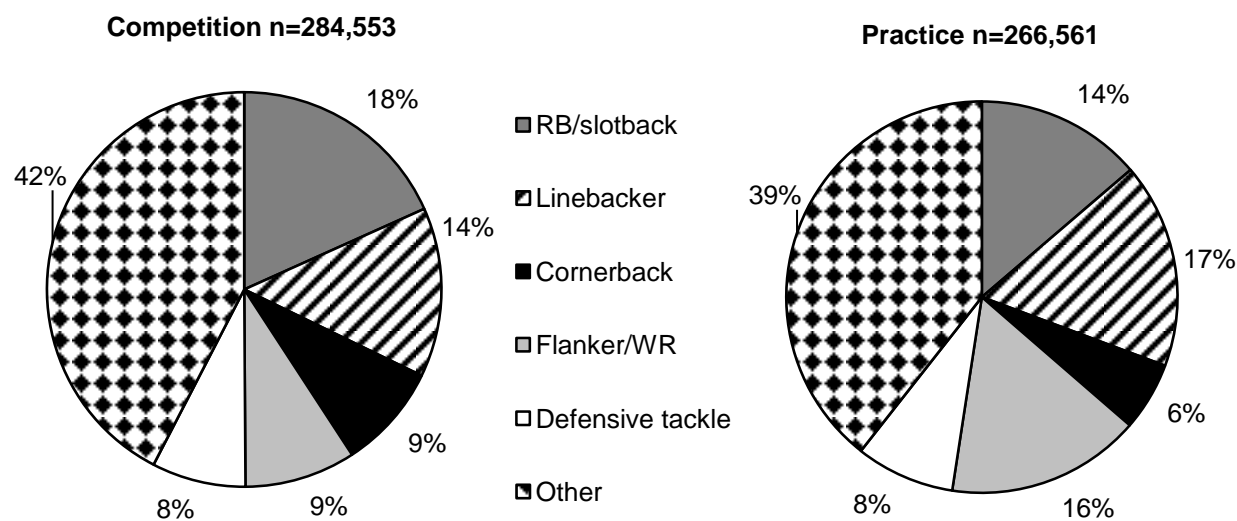 Competition n=284,553
18%
14%
9%
9%
8%
42%
RB/slotback
Linebacker
Cornerback
Flanker/WR
Defensive tackle
Other
Practice n=266,561
14%
17%
6%
16%
8%
39%